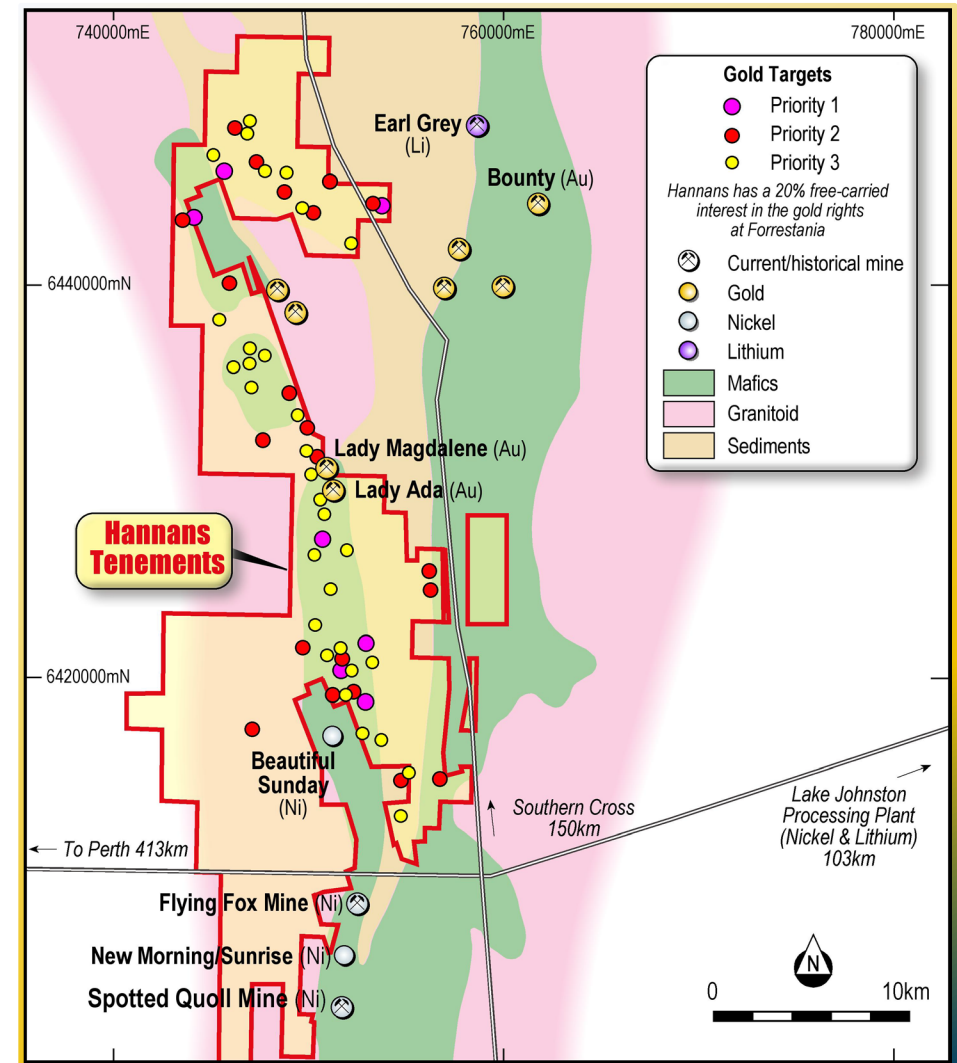 740000mE
760000mE
780000mE
Gold Targets
Priority 1
Priority 2
Priority 3
Hannans has a 20% free-carried
interest in the gold rights
at Forrestania
Current/historical mine
Gold
Nickel
Lithium
Mafics
Granitoid
Sediments
Earl Grey
(Li)
Bounty (Au)
6440000mN
Lady Magdalene (Au)
Lady Ada (Au)
Hannans
Tenements
6420000mN
Beautiful
Sunday
(Ni)
Southern Cross
150km
Lake Johnston
Processing Plant
(Nickel & Lithium)
103km
To Perth 413km
Flying Fox Mine (Ni)
New Morning/Sunrise (Ni)
Spotted Quoll Mine (Ni)
N
0 10km